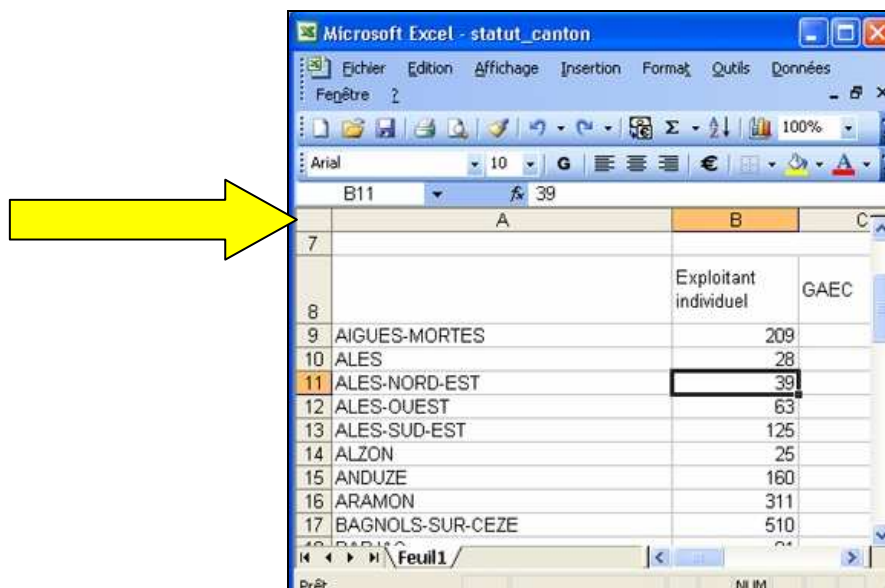 Microsoft Excel - statut_canton
Fichier Edition Affichage Insertion Format Outils Données
Fenêtre ?
100%
Arial 10 G € A
B11 fx 39
A B C
7
8 Exploitant individuel GAEC
9 AIGUES-MORTES 209
10 ALES 28
11 ALES-NORD-EST 39
12 ALES-OUEST 63
13 ALES-SUD-EST 125
14 ALZON 25
15 ANDUZE 160
16 ARAMON 311
17 BAGNOLS-SUR-CEZE 510
Feuil1
Prêt NUM